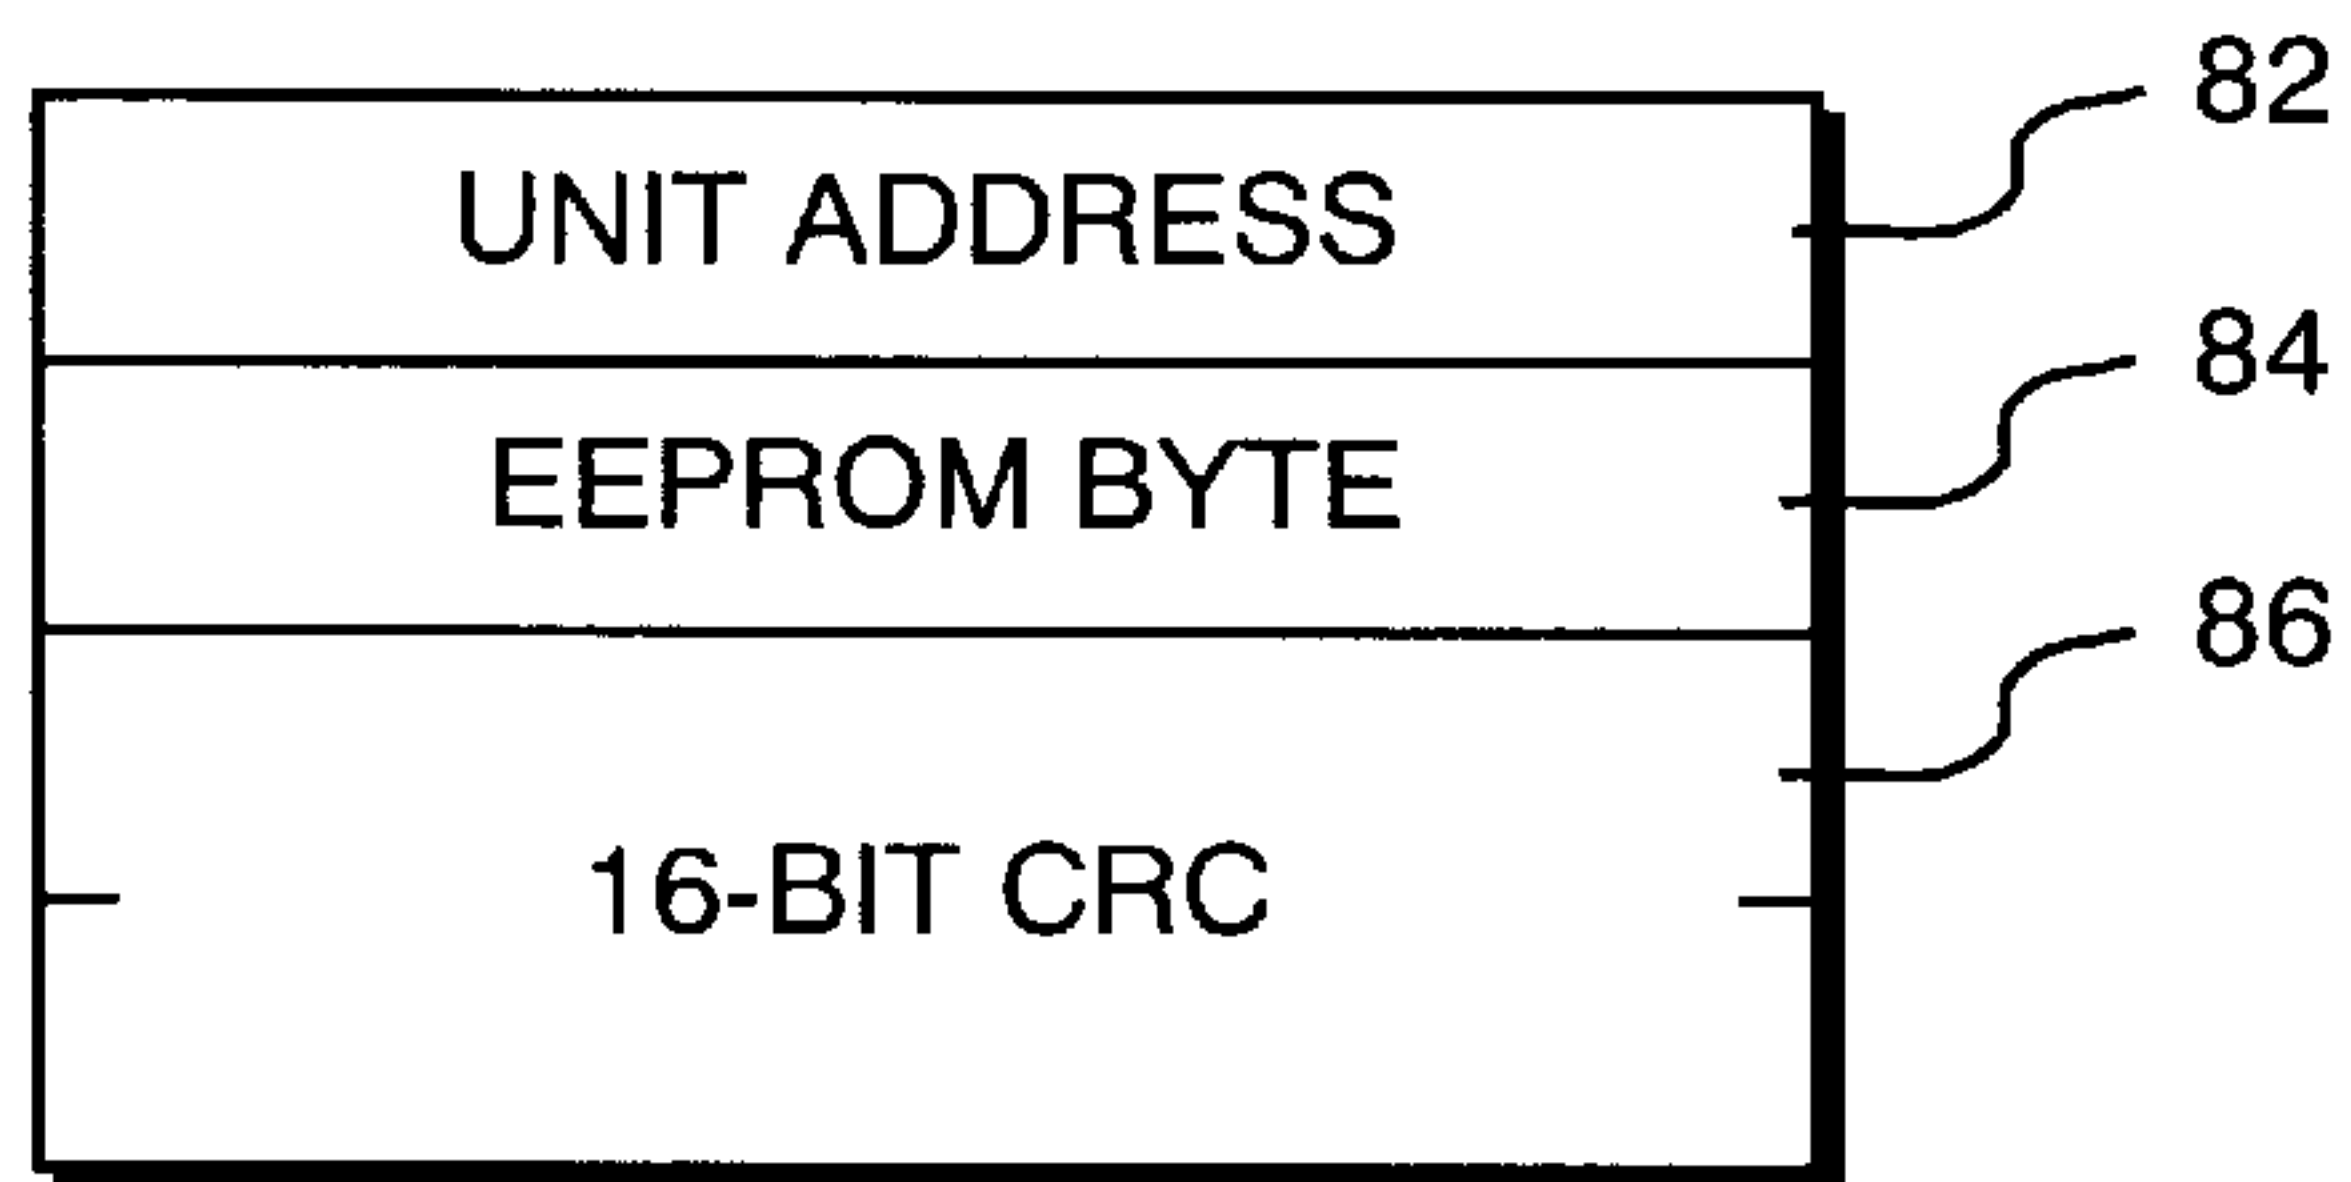 82
UNIT ADDRESS
84
EEPROM BYTE
86
16-BIT CRC